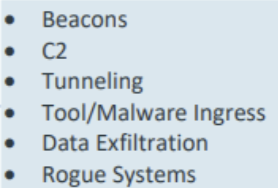 • Beacons
• C2
• Tunneling
• Tool/Malware Ingress
• Data Exfiltration
• Rogue Systems